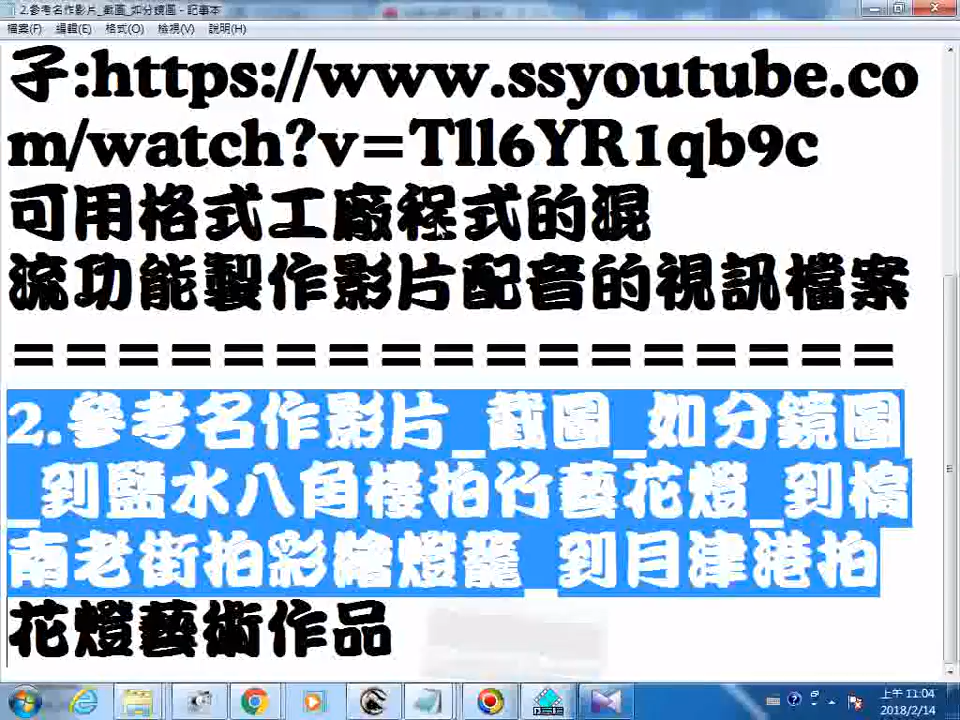 2.參考名作影片_截圖_如分鏡圖 - 記事本
檔案(F) 編輯(E) 格式(O) 檢視(V) 說明(H)
子:https://www.ssyoutube.co
m/watch?v=Tll6YR1qb9c
可用格式工廠程式的混
流功能製作影片配音的視訊檔案
=================
2.參考名作影片_截圖_如分鏡圖
_到鹽水八角樓拍竹藝花燈_到橋
南老街拍彩繪燈籠_到月津港拍
花燈藝術作品
上午 11:04
2018/2/14